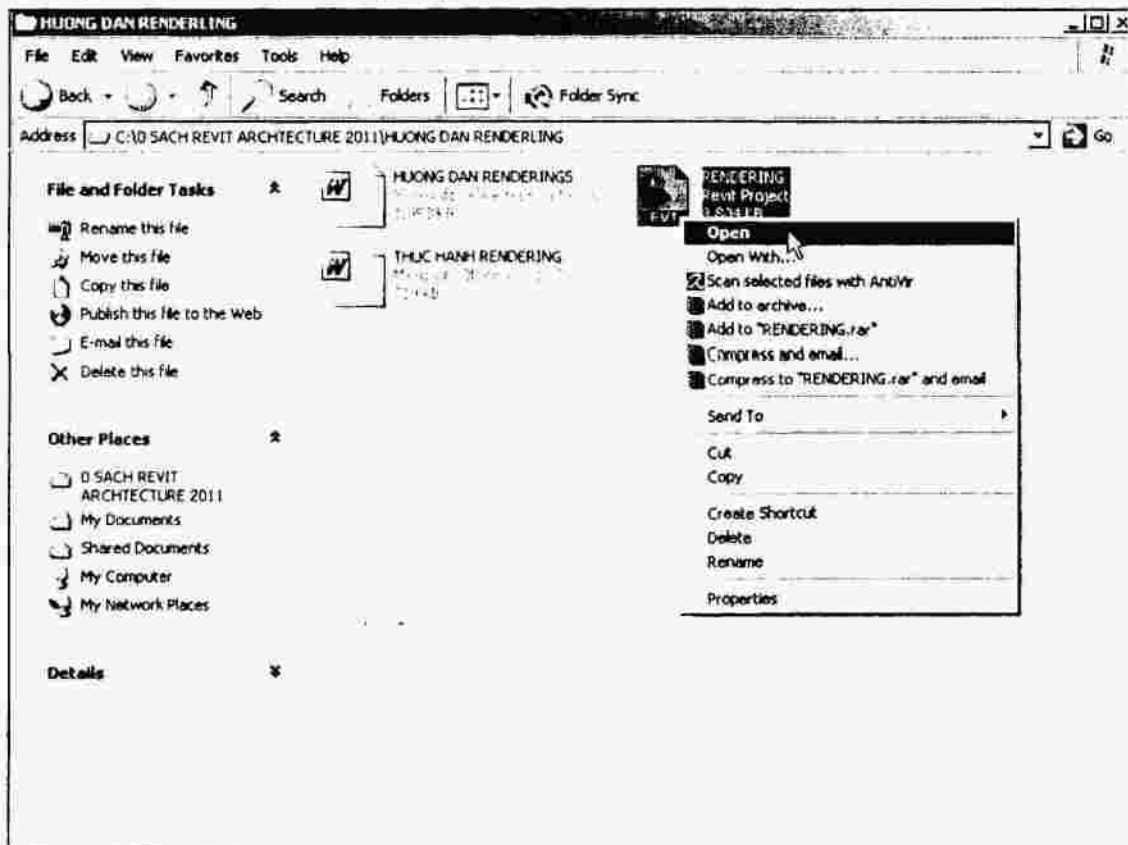 HUONG DAN RENDERLING
File Edit View Favorites Tools Help
Back Search Folders Folder Sync
Address C:\0 SACH REVIT ARCHTECTURE 2011\HUONG DAN RENDERLING Go
File and Folder Tasks
Rename this file
Move this file
Copy this file
Publish this file to the Web
E-mail this file
Delete this file
Other Places
0 SACH REVIT
ARCHTECTURE 2011
My Documents
Shared Documents
My Computer
My Network Places
Details
HUONG DAN RENDERINGS
THUC HANH RENDERING
RENDERING
Revit Project
RVT
Open
Open With...
Scan selected files with AntiVir
Add to archive...
Add to "RENDERING.rar"
Compress and email...
Compress to "RENDERING.rar" and email
Send To
Cut
Copy
Create Shortcut
Delete
Rename
Properties